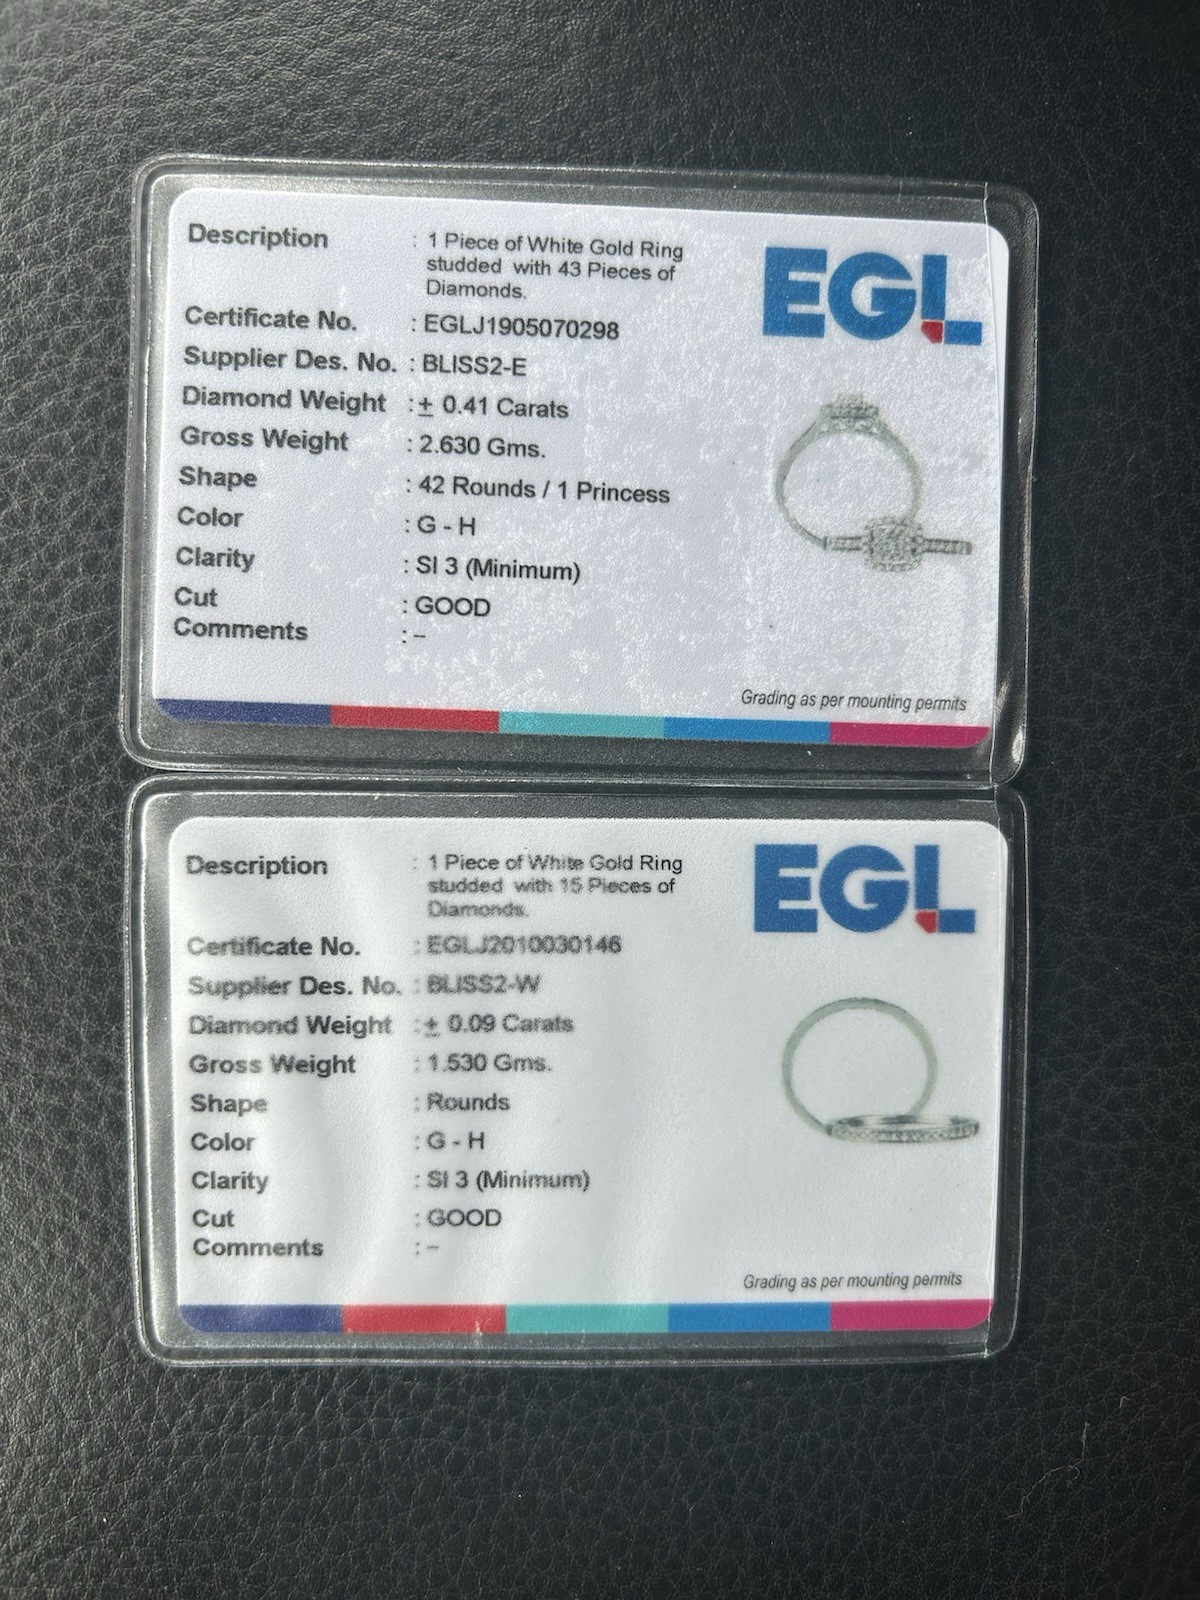 EGL
Description : 1 Piece of White Gold Ring
studded with 43 Pieces of
Diamonds.
Certificate No. : EGLJ1905070298
Supplier Des. No. : BLISS2-E
Diamond Weight :± 0.41 Carats
Gross Weight : 2.630 Gms.
Shape : 42 Rounds / 1 Princess
Color : G - H
Clarity : SI 3 (Minimum)
Cut : GOOD
Comments : –
Grading as per mounting permits
EGL
Description : 1 Piece of White Gold Ring
studded with 15 Pieces of
Diamonds.
Certificate No. : EGLJ2010030146
Supplier Des. No. : BLISS2-W
Diamond Weight :± 0.09 Carats
Gross Weight : 1.530 Gms.
Shape : Rounds
Color : G - H
Clarity : SI 3 (Minimum)
Cut : GOOD
Comments : –
Grading as per mounting permits